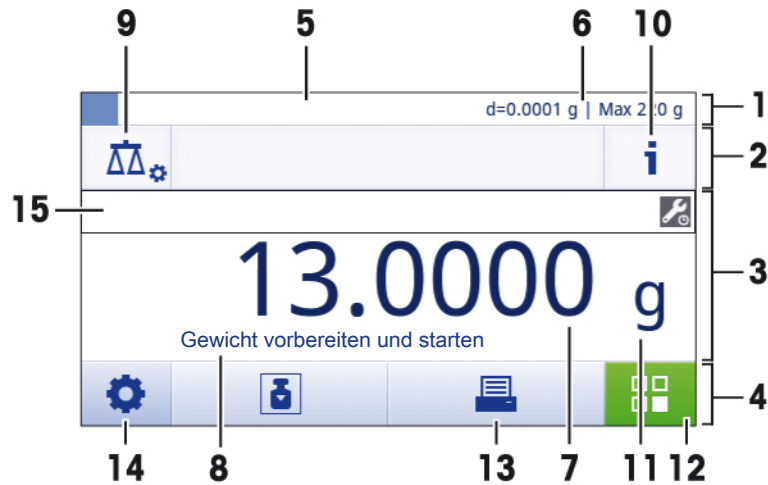 9 5 6 10
d=0.0001 g | Max 220 g
1
2
i
15
3
13.0000 g
Gewicht vorbereiten und starten
4
14 8 13 7 11 12